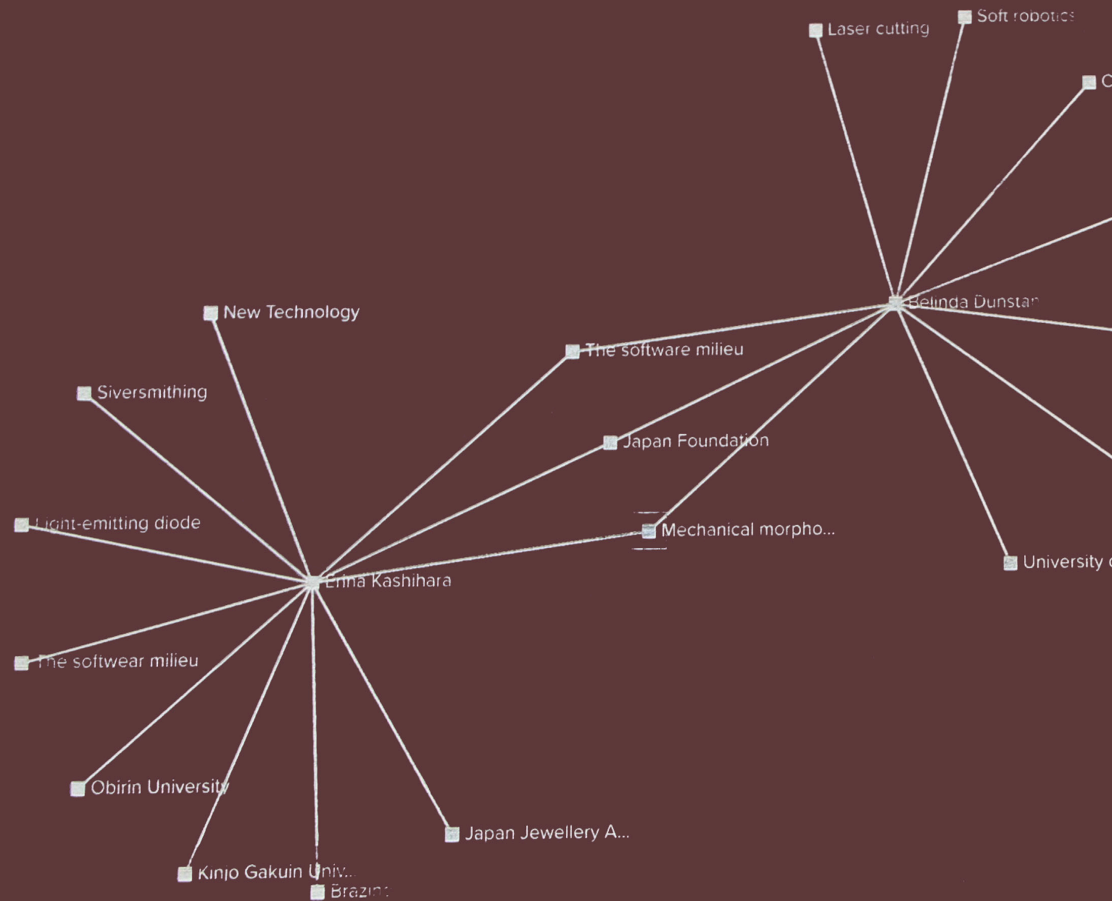 Soft robotics
Laser cutting
C
Belinda Dunstan
New Technology
The software milieu
Siversmithing
Japan Foundation
Light-emitting diode
Mechanical morpho...
University
Erina Kashihara
The softwear milieu
Obirin University
Japan Jewellery A...
Kinjo Gakuin Univ...